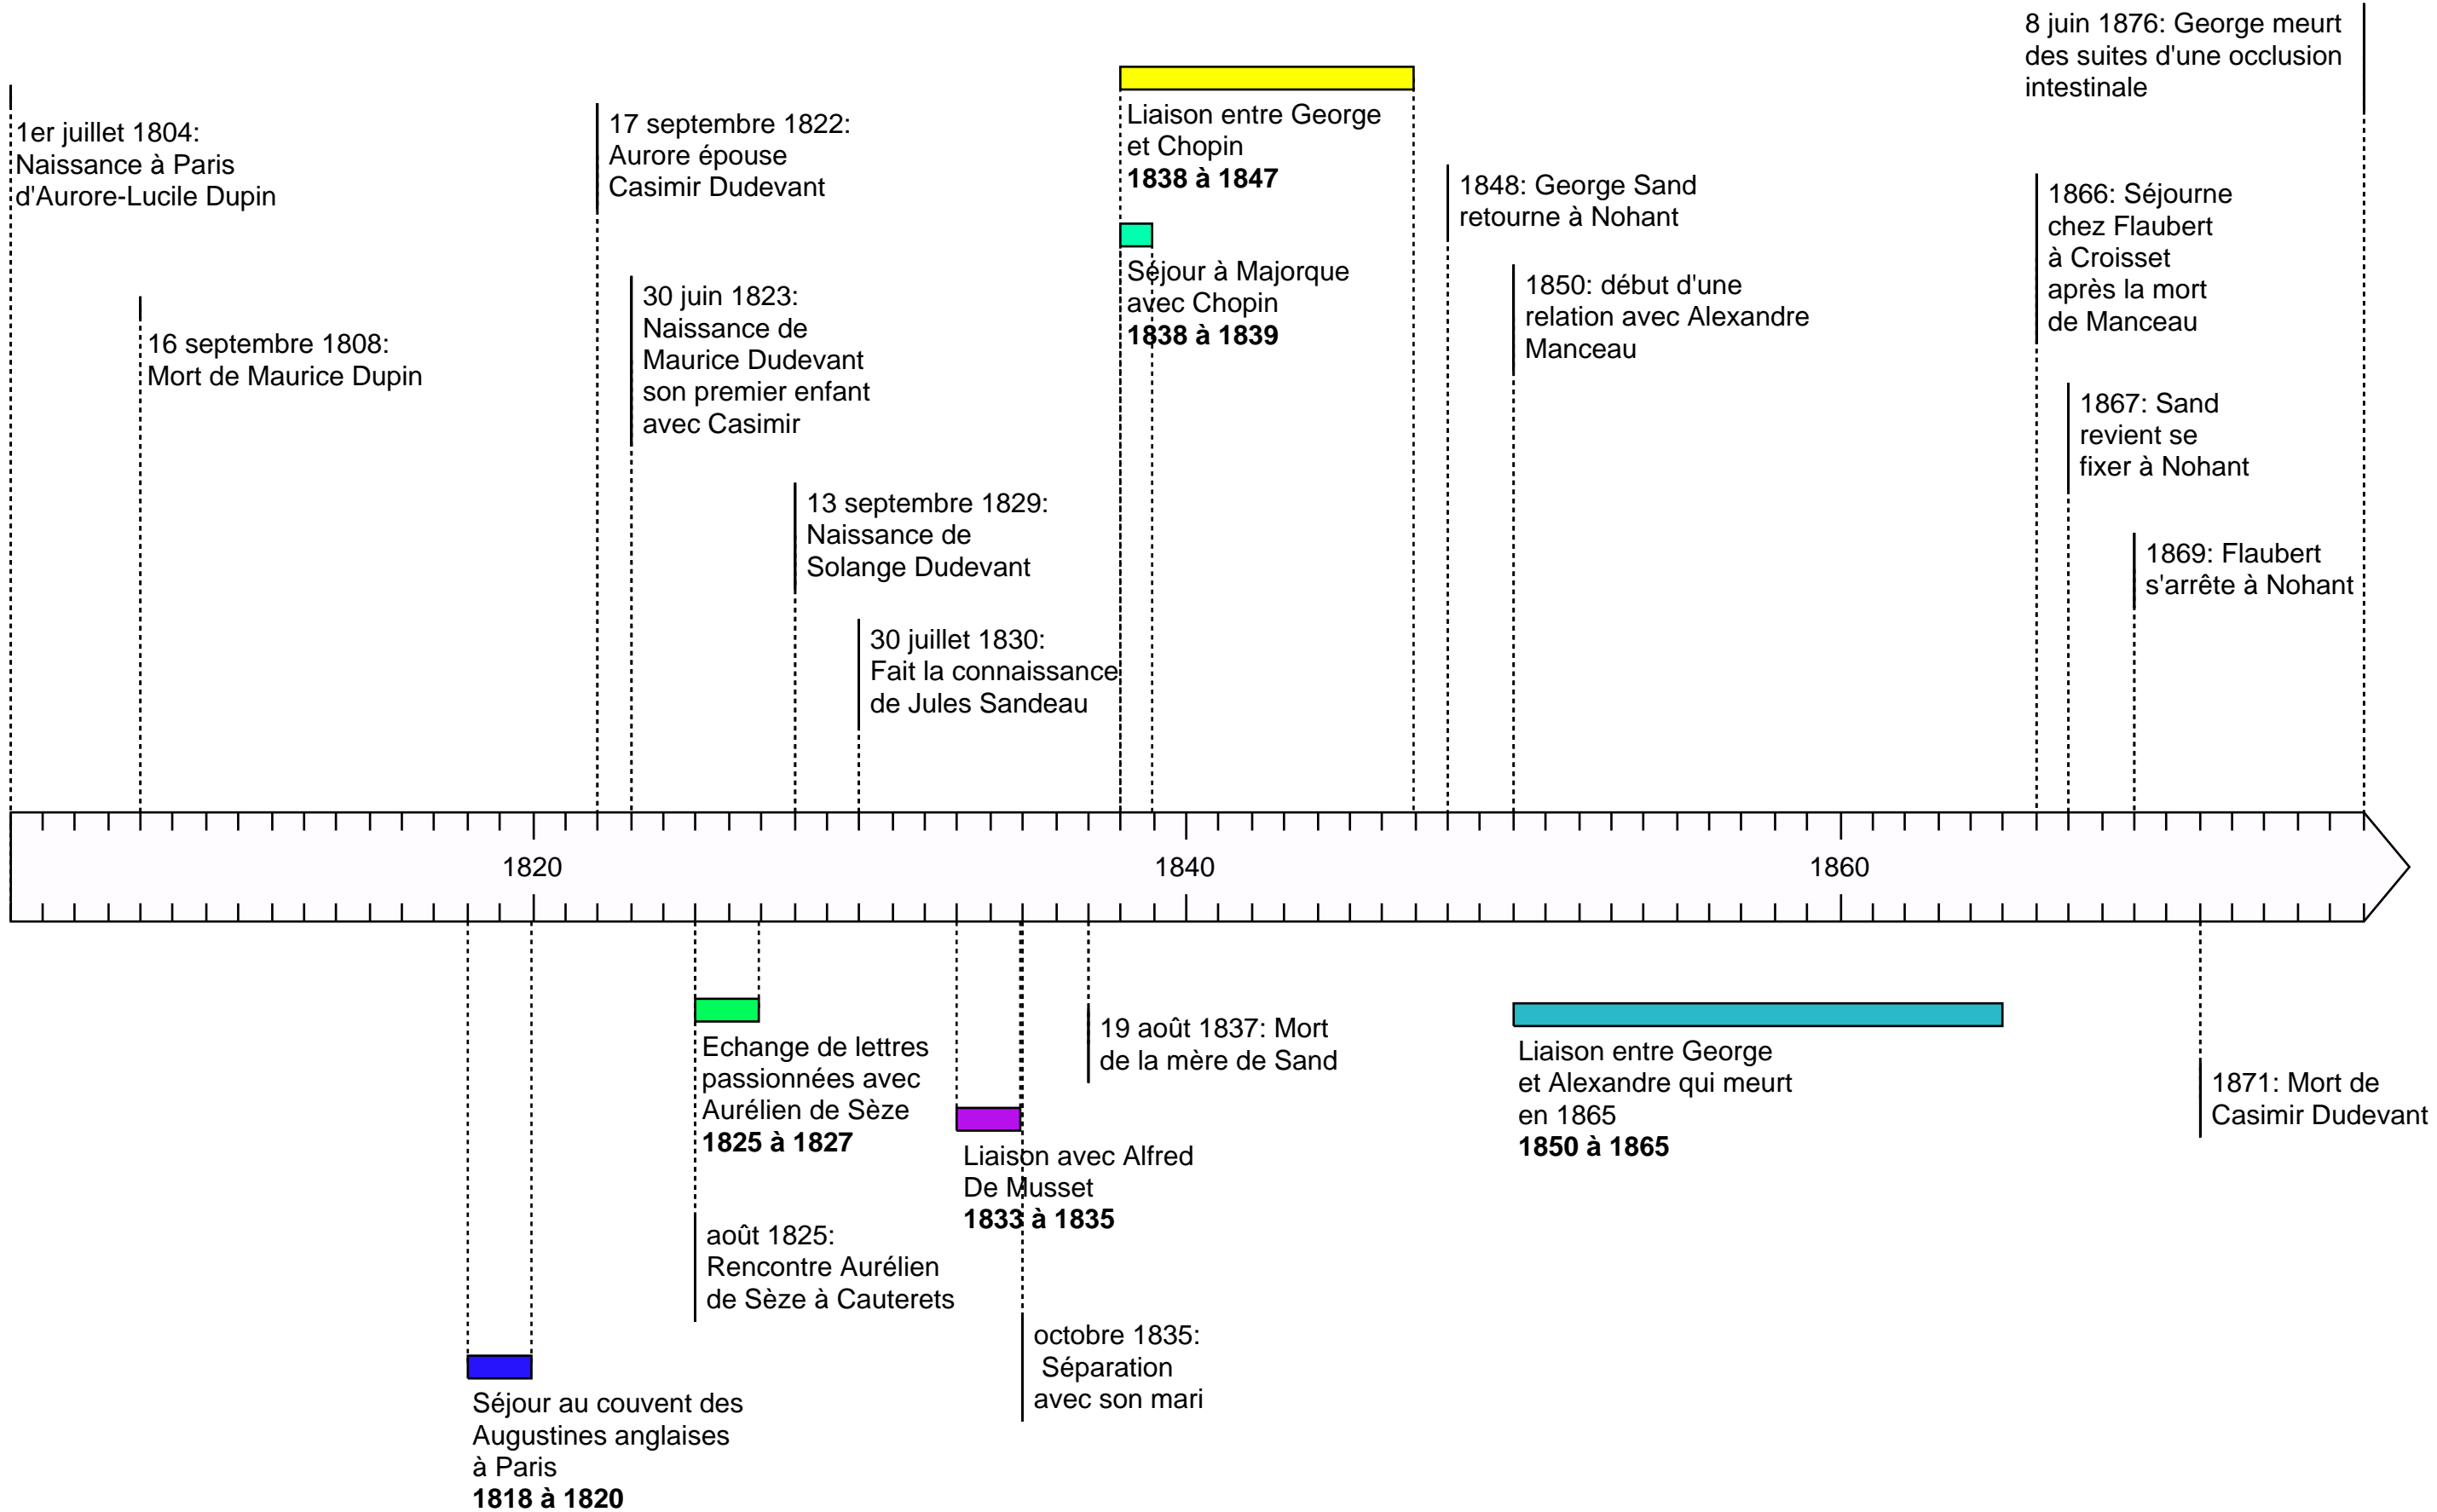 8 juin 1876: George meurt
des suites d'une occlusion
intestinale
1er juillet 1804:
Naissance à Paris
d'Aurore-Lucile Dupin
17 septembre 1822:
Aurore épouse
Casimir Dudevant
Liaison entre George
et Chopin
1838 à 1847
1848: George Sand
retourne à Nohant
1866: Séjourne
chez Flaubert
à Croisset
après la mort
de Manceau
16 septembre 1808:
Mort de Maurice Dupin
30 juin 1823:
Naissance de
Maurice Dudevant
son premier enfant
avec Casimir
Séjour à Majorque
avec Chopin
1838 à 1839
1850: début d'une
relation avec Alexandre
Manceau
1867: Sand
revient se
fixer à Nohant
13 septembre 1829:
Naissance de
Solange Dudevant
1869: Flaubert
s'arrête à Nohant
30 juillet 1830:
Fait la connaissance
de Jules Sandeau
1820
1840
1860
Echange de lettres
passionnées avec
Aurélien de Sèze
1825 à 1827
19 août 1837: Mort
de la mère de Sand
Liaison entre George
et Alexandre qui meurt
en 1865
1850 à 1865
1871: Mort de
Casimir Dudevant
Liaison avec Alfred
De Musset
1833 à 1835
août 1825:
Rencontre Aurélien
de Sèze à Cauterets
octobre 1835:
Séparation
avec son mari
Séjour au couvent des
Augustines anglaises
à Paris
1818 à 1820